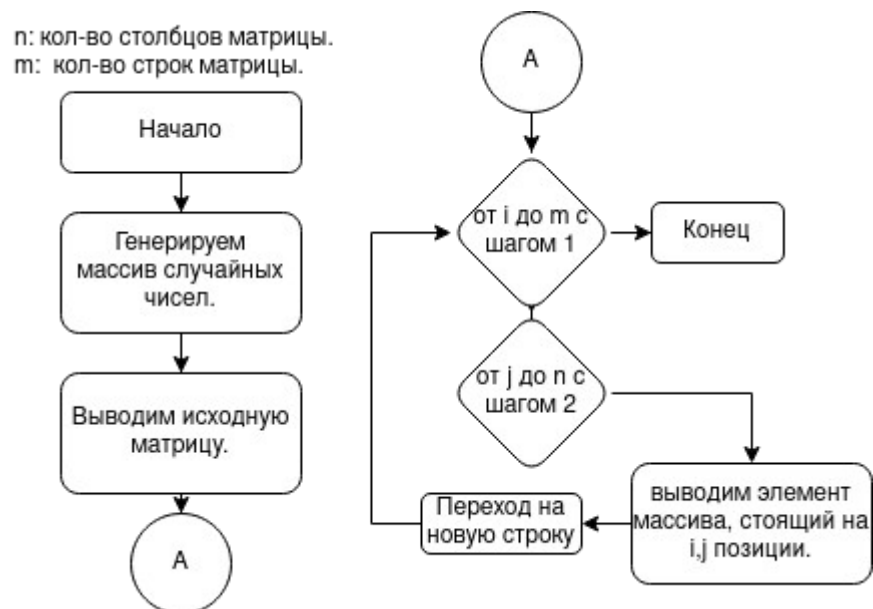 n: кол-во столбцов матрицы.
m: кол-во строк матрицы.
Начало
Генерируем
массив случайных
чисел.
Выводим исходную
матрицу.
А
А
от i до m с
шагом 1
Конец
от j до n с
шагом 2
выводим элемент
массива, стоящий на
i,j позиции.
Переход на
новую строку